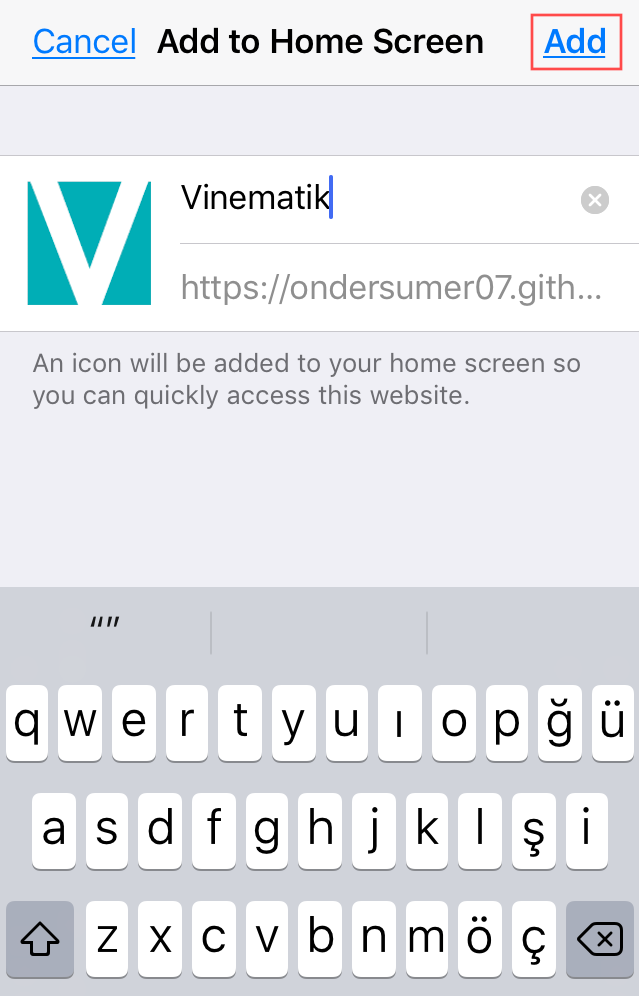 Cancel Add to Home Screen Add
Vinematik
https://ondersumer07.gith...
An icon will be added to your home screen so
you can quickly access this website.
“”
q w e r t y u ı o p ğ ü
a s d f g h j k l ş i
z x c v b n m ö ç